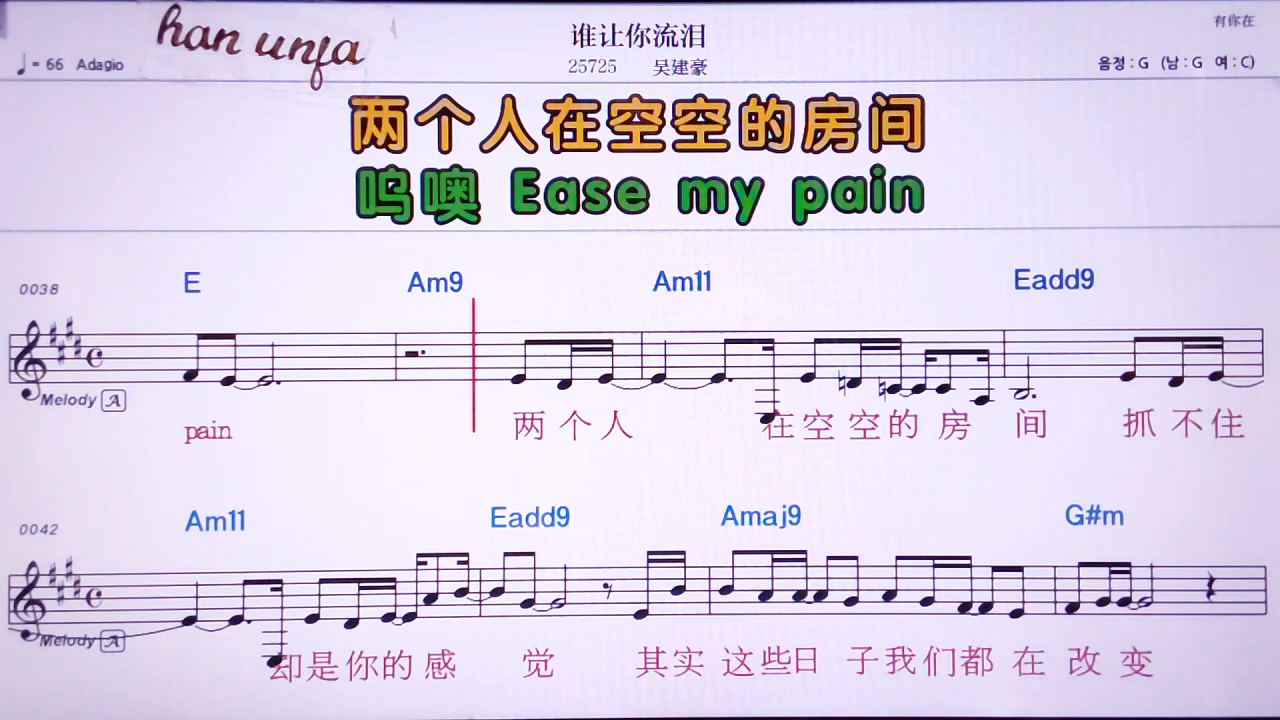 han unfa
谁让你流泪
有你在
♩= 66 Adagio
25725 吴建豪
음정 : G (남 : G 여 : C)
两个人在空空的房间
呜噢 Ease my pain
0038
E Am9 Am11 Eadd9
Melody A
pain 两个人 在空空的房间 抓不住
0042
Am11 Eadd9 Amaj9 G#m
Melody A
却是你的感觉 其实这些日子我们都在改变